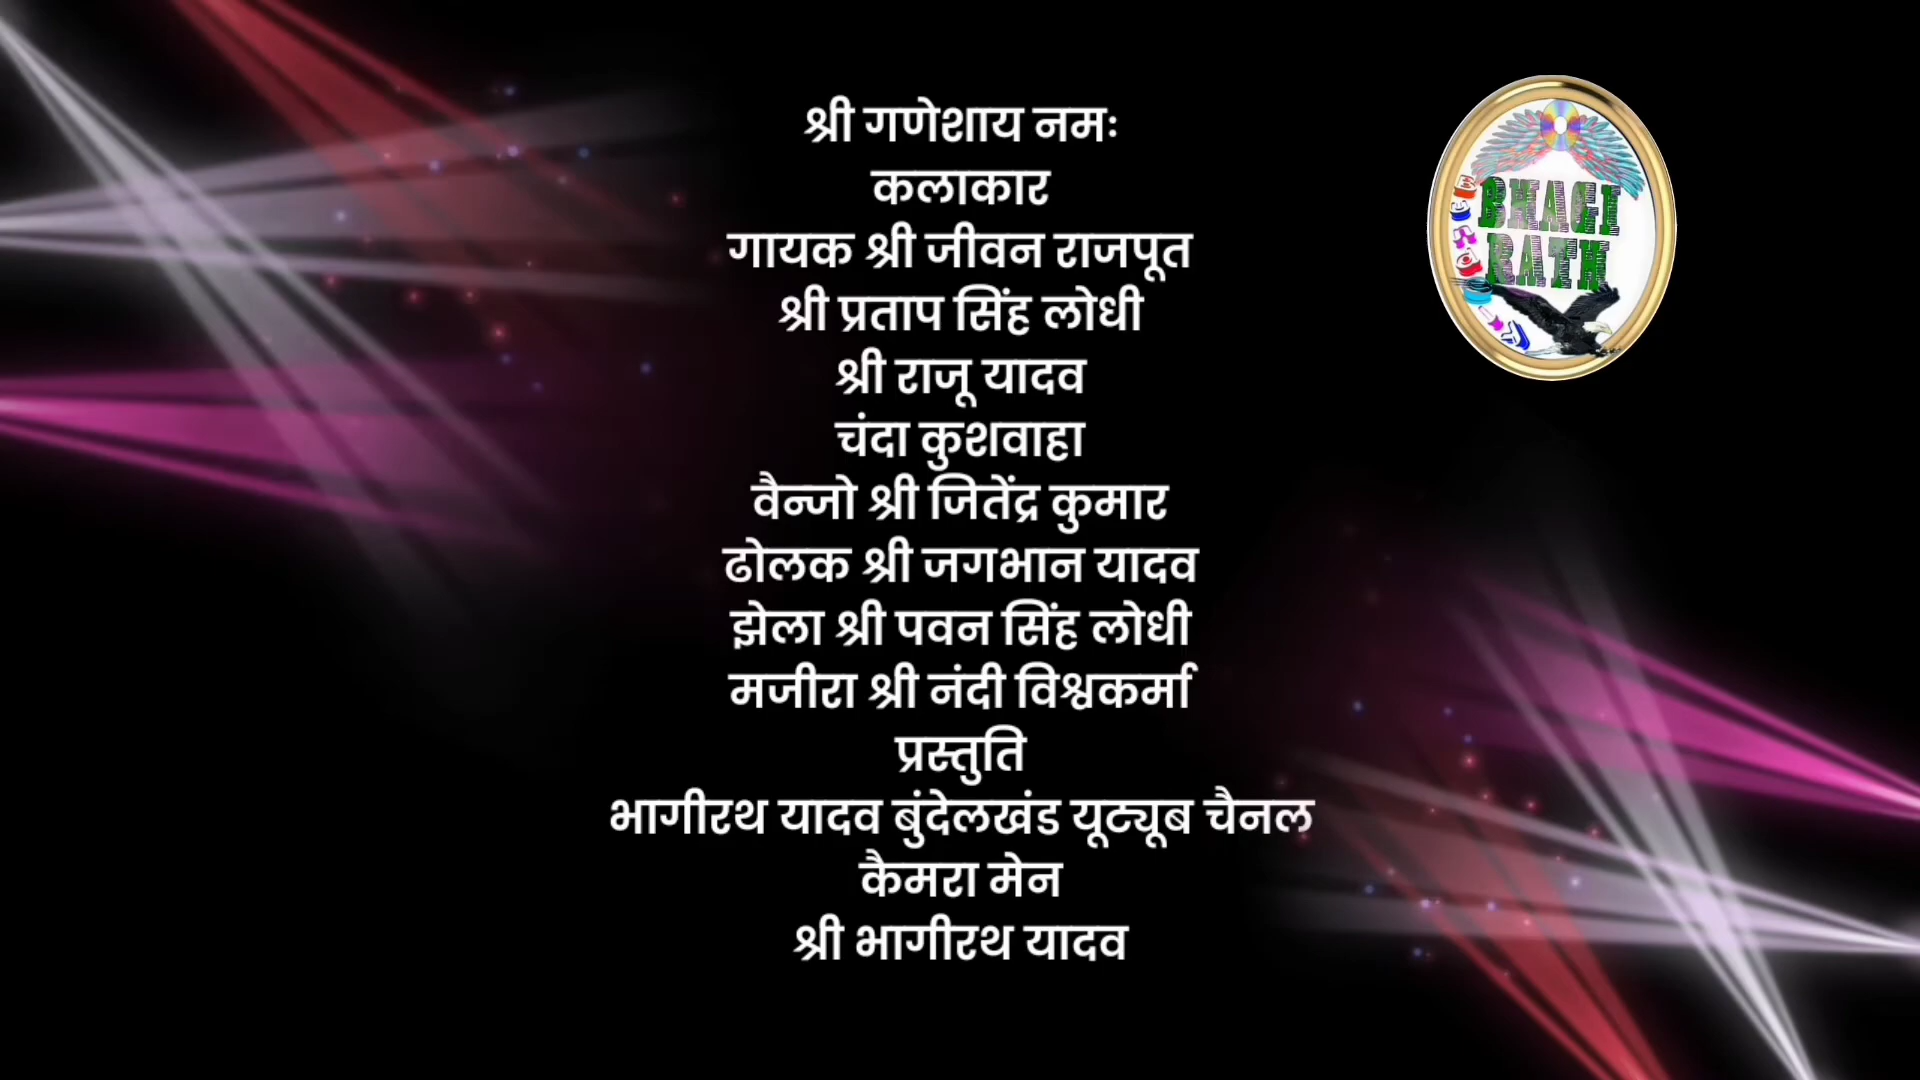 श्री गणेशाय नमः
कलाकार
गायक श्री जीवन राजपूत
श्री प्रताप सिंह लोधी
श्री राजू यादव
चंदा कुशवाहा
वैन्जो श्री जितेंद्र कुमार
ढोलक श्री जगभान यादव
झेला श्री पवन सिंह लोधी
मजीरा श्री नंदी विश्वकर्मा
प्रस्तुति
भागीरथ यादव बुंदेलखंड यूट्यूब चैनल
कैमरा मेन
श्री भागीरथ यादव
BHAGI
RATH